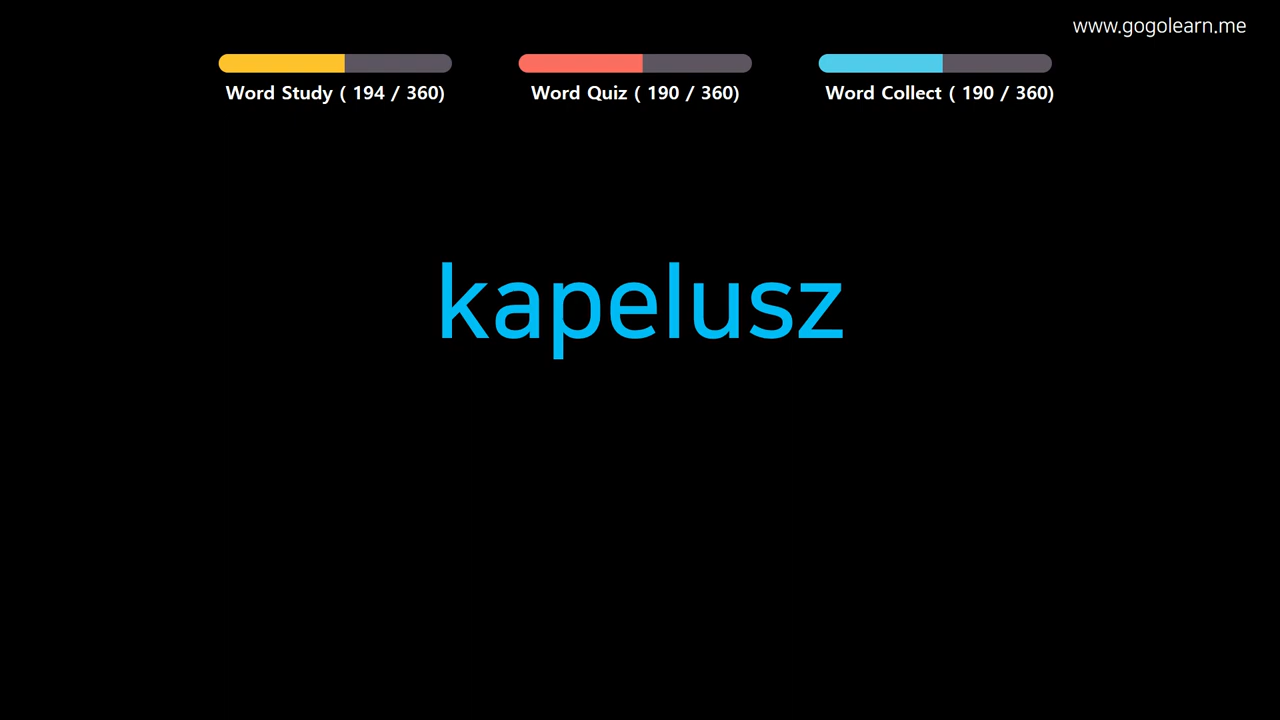 www.gogolearn.me
Word Study ( 194 / 360)
Word Quiz ( 190 / 360)
Word Collect ( 190 / 360)
kapelusz